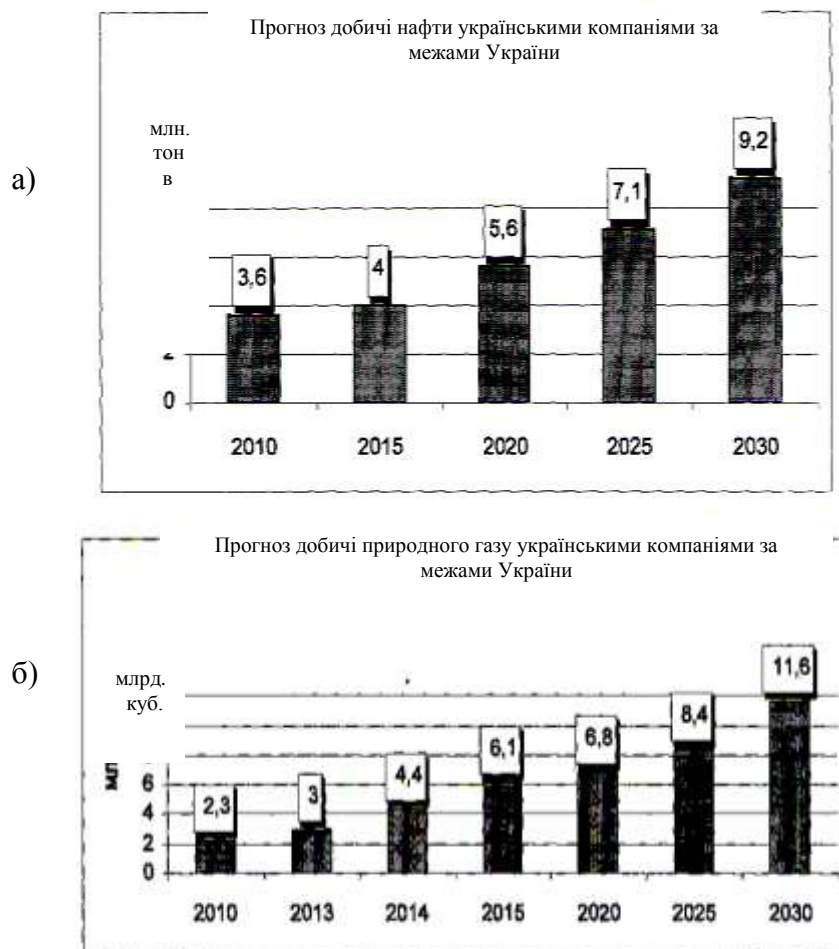 Прогноз добичі нафти українськими компаніями за
межами України
млн.
тон
в
а)
9,2
7,1
5,6
4
3,6
2
0
2010 2015 2020 2025 2030
Прогноз добичі природного газу українськими компаніями за
межами України
б)
млрд.
куб.
11,6
8,4
6,8
6,1
4,4
3
2,3
6
4
2
0
2010 2013 2014 2015 2020 2025 2030